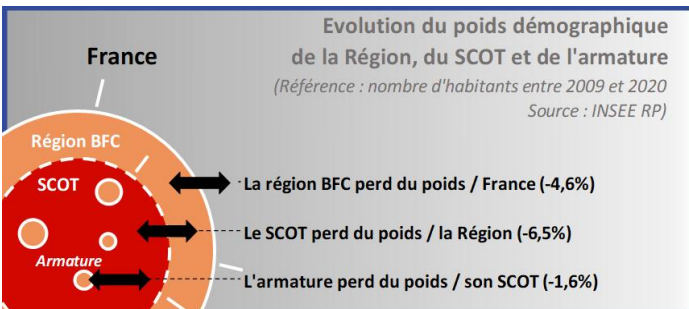 Evolution du poids démographique
de la Région, du SCOT et de l'armature
(Référence : nombre d'habitants entre 2009 et 2020
Source : INSEE RP)
France
Région BFC
SCOT
Armature
La région BFC perd du poids / France (-4,6%)
Le SCOT perd du poids / la Région (-6,5%)
L'armature perd du poids / son SCOT (-1,6%)